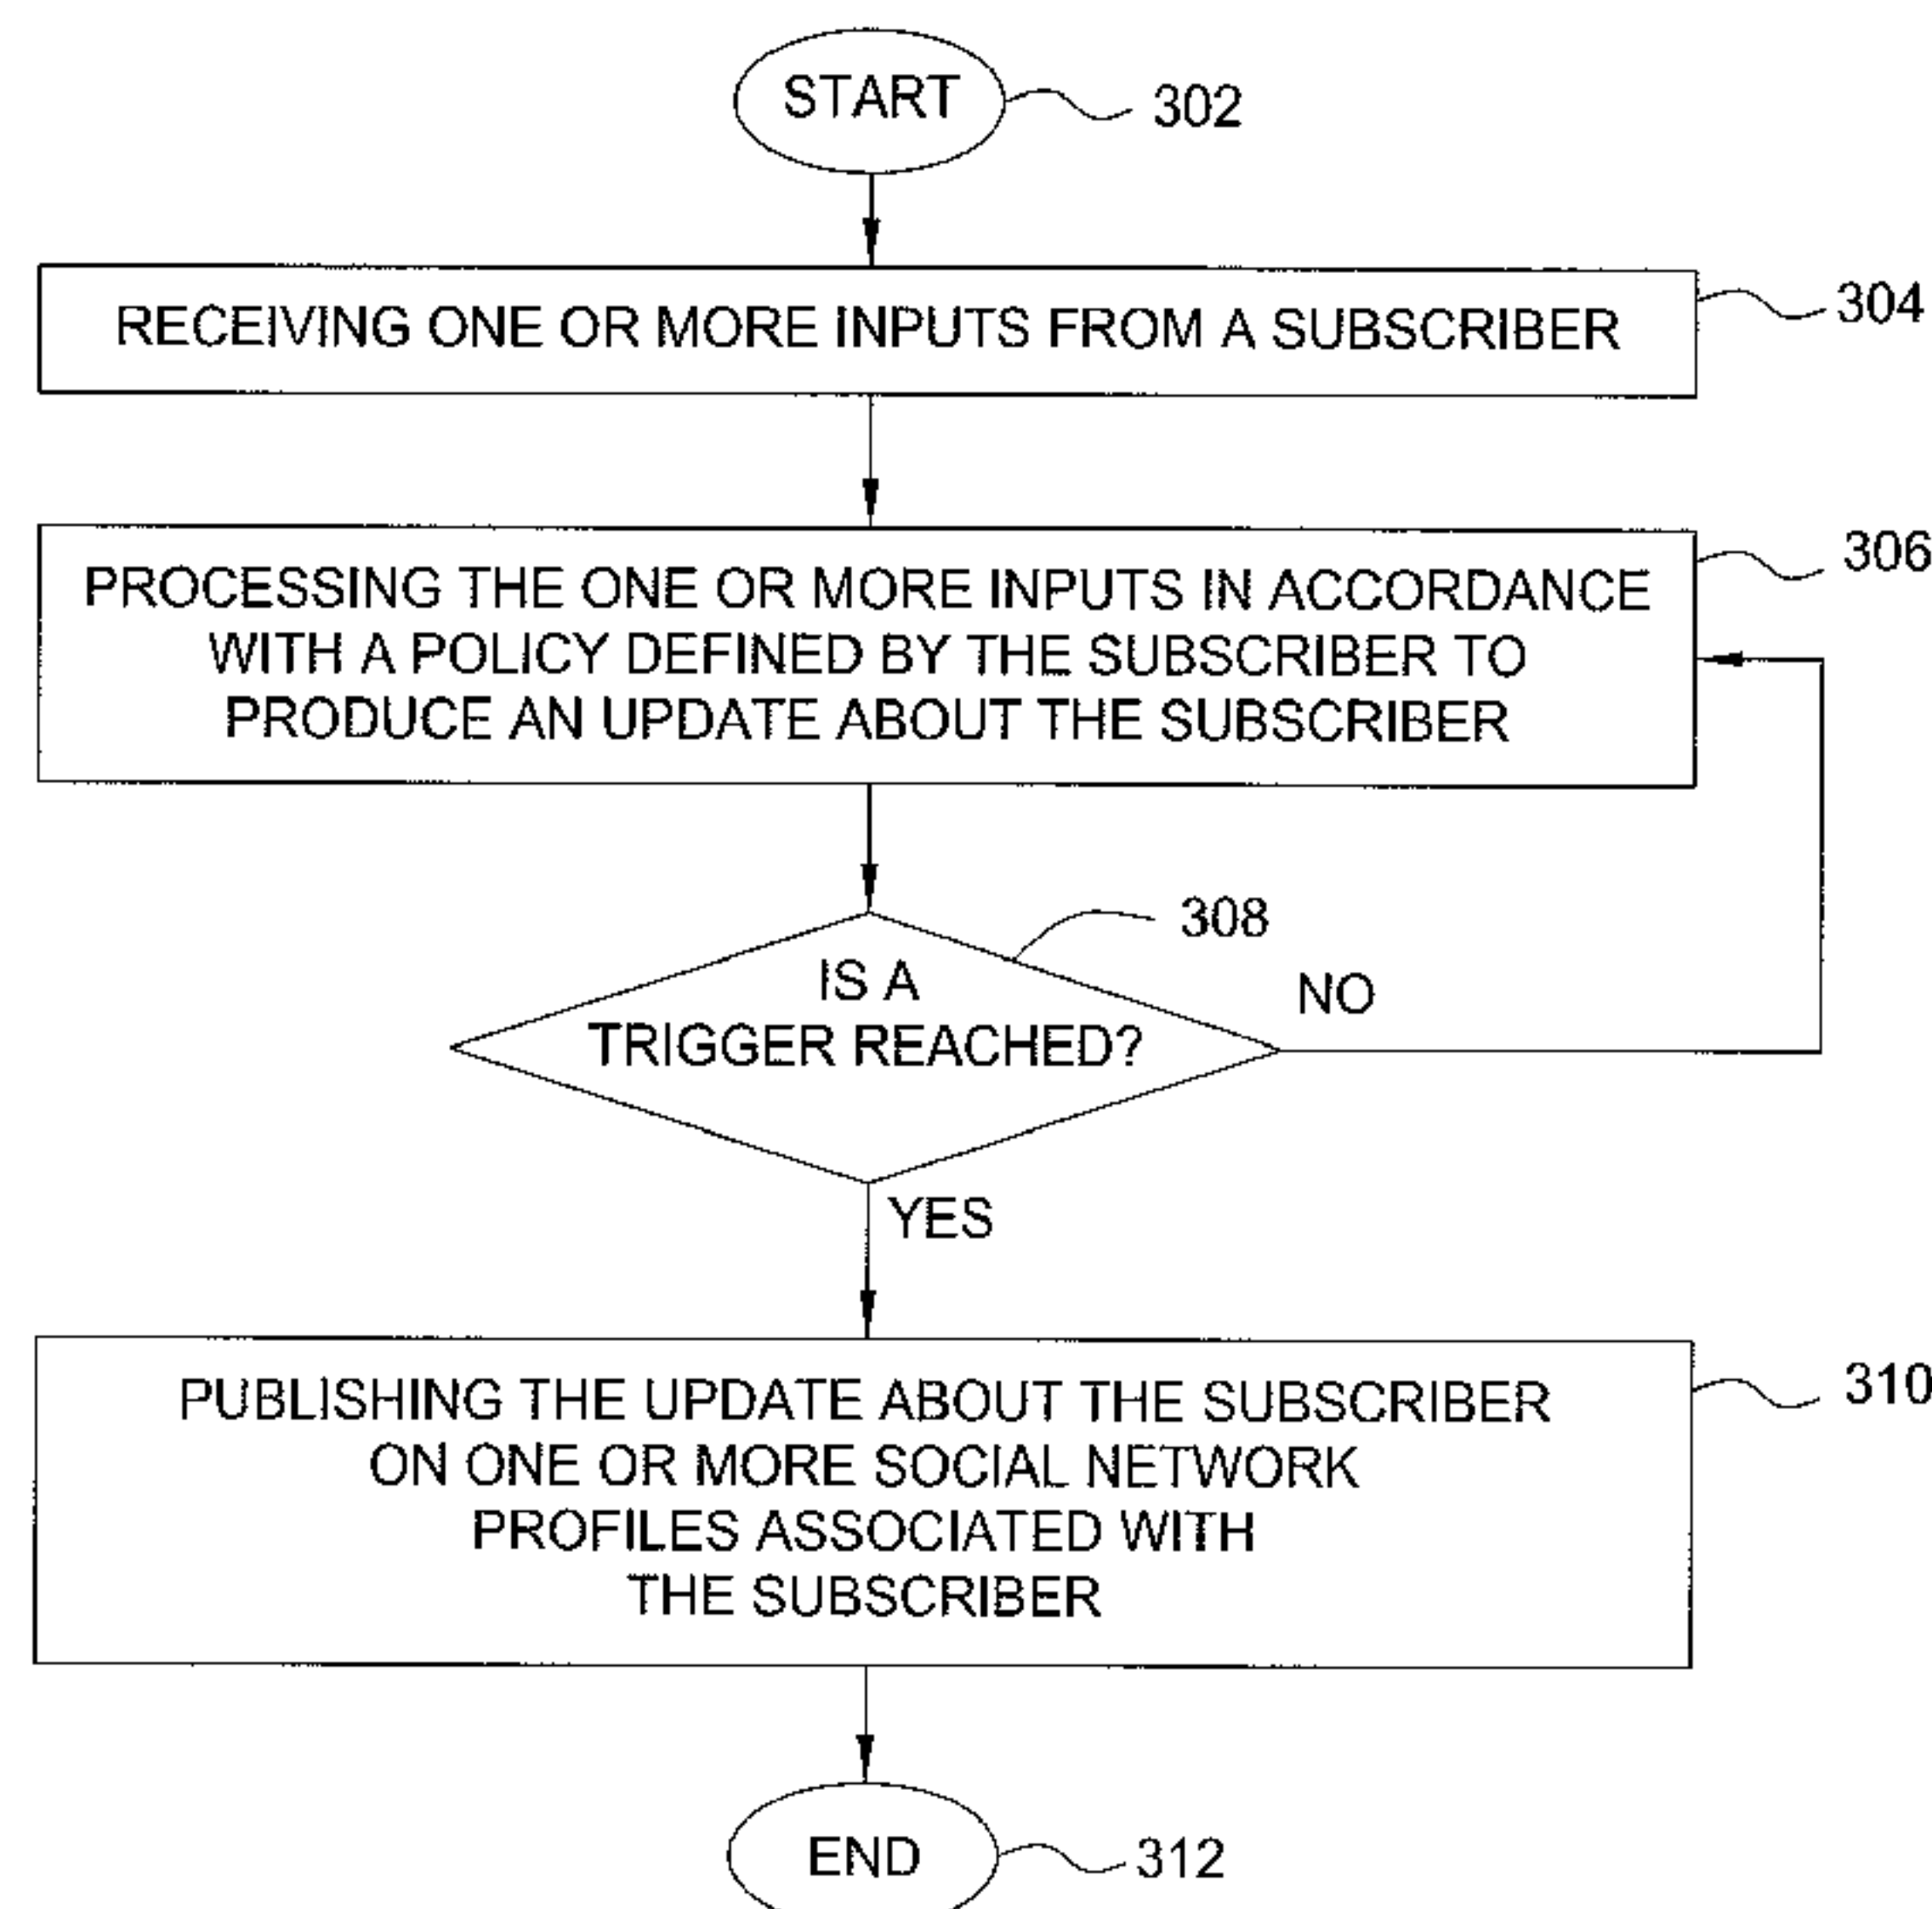 START
302
RECEIVING ONE OR MORE INPUTS FROM A SUBSCRIBER
304
PROCESSING THE ONE OR MORE INPUTS IN ACCORDANCE
WITH A POLICY DEFINED BY THE SUBSCRIBER TO
PRODUCE AN UPDATE ABOUT THE SUBSCRIBER
306
IS A
TRIGGER REACHED?
308
NO
YES
PUBLISHING THE UPDATE ABOUT THE SUBSCRIBER
ON ONE OR MORE SOCIAL NETWORK
PROFILES ASSOCIATED WITH
THE SUBSCRIBER
310
END
312